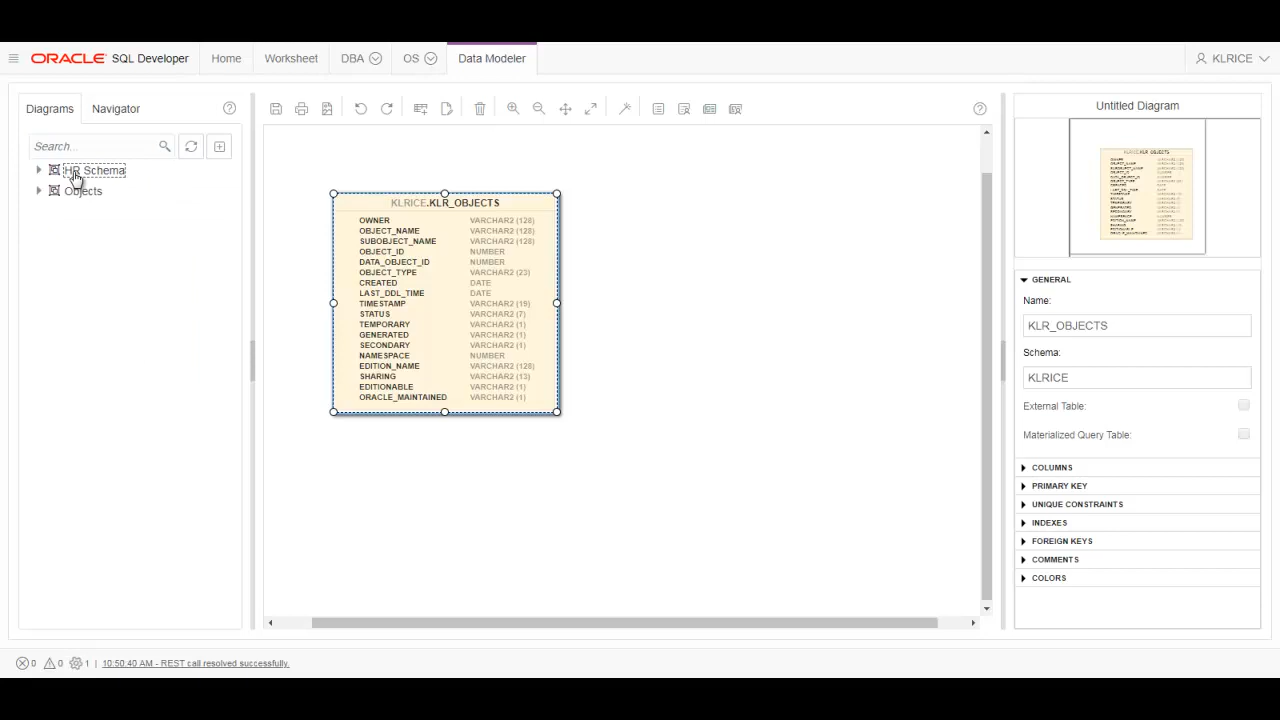 ORACLE SQL Developer
Home
Worksheet
DBA
OS
Data Modeler
KLRICE
Diagrams
Navigator
Search...
HR Schema
Objects
KLRICE.KLR_OBJECTS
OWNER VARCHAR2 (128)
OBJECT_NAME VARCHAR2 (128)
SUBOBJECT_NAME VARCHAR2 (128)
OBJECT_ID NUMBER
DATA_OBJECT_ID NUMBER
OBJECT_TYPE VARCHAR2 (23)
CREATED DATE
LAST_DDL_TIME DATE
TIMESTAMP VARCHAR2 (19)
STATUS VARCHAR2 (7)
TEMPORARY VARCHAR2 (1)
GENERATED VARCHAR2 (1)
SECONDARY VARCHAR2 (1)
NAMESPACE NUMBER
EDITION_NAME VARCHAR2 (128)
SHARING VARCHAR2 (13)
EDITIONABLE VARCHAR2 (1)
ORACLE_MAINTAINED VARCHAR2 (1)
Untitled Diagram
KLRICE.KLR_OBJECTS
GENERAL
Name:
KLR_OBJECTS
Schema:
KLRICE
External Table:
Materialized Query Table:
COLUMNS
PRIMARY KEY
UNIQUE CONSTRAINTS
INDEXES
FOREIGN KEYS
COMMENTS
COLORS
0 0 1 | 10:50:40 AM - REST call resolved successfully.